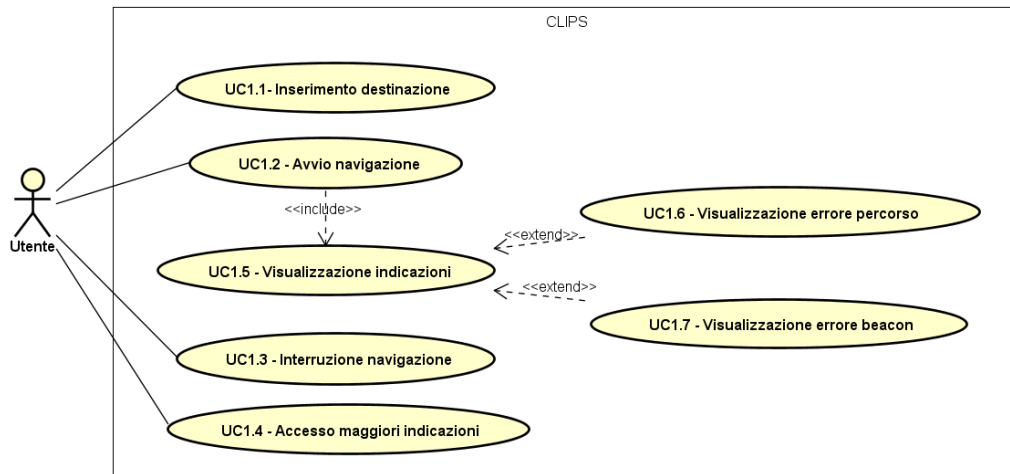 CLIPS
UC1.1- Inserimento destinazione
UC1.2 - Avvio navigazione
<<include>>
UC1.6 - Visualizzazione errore percorso
<<extend>>
Utente
UC1.5 - Visualizzazione indicazioni
<<extend>>
UC1.7 - Visualizzazione errore beacon
UC1.3 - Interruzione navigazione
UC1.4 - Accesso maggiori indicazioni